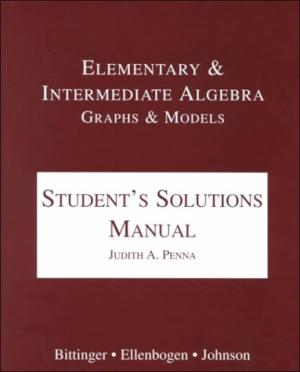 ELEMENTARY &
INTERMEDIATE ALGEBRA
GRAPHS & MODELS
STUDENT'S SOLUTIONS
MANUAL
JUDITH A. PENNA
Bittinger • Ellenbogen • Johnson